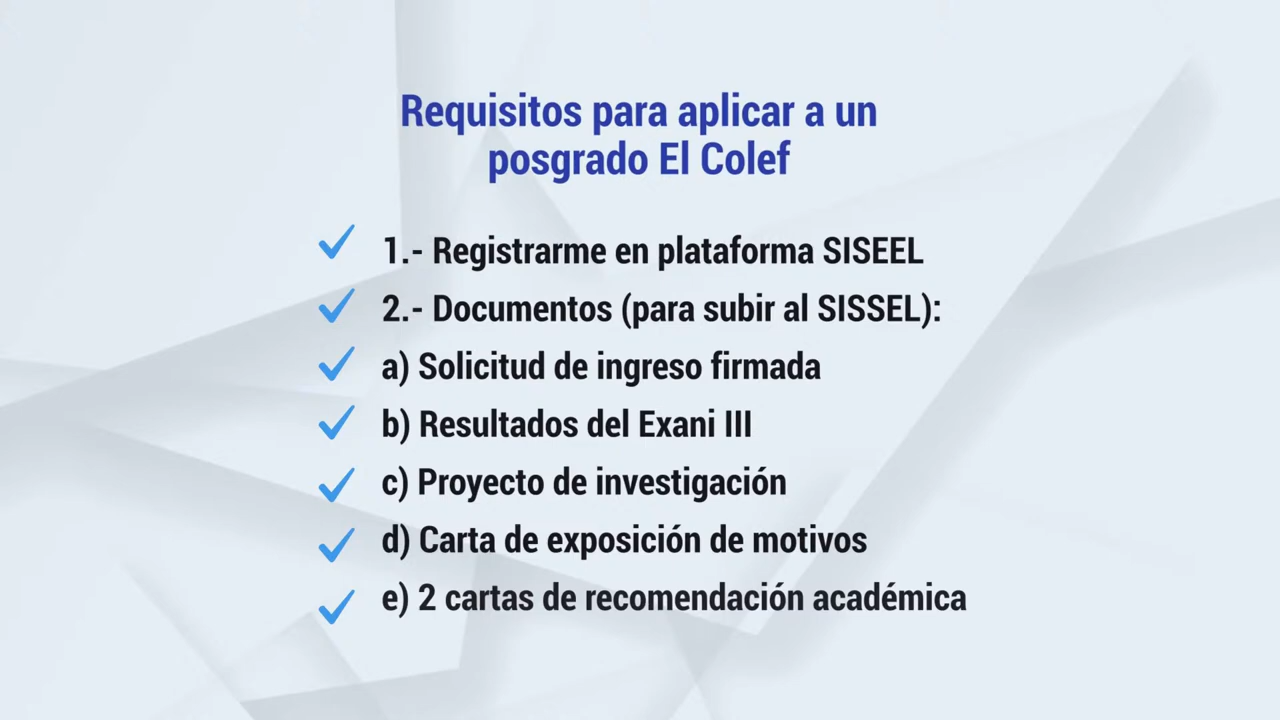 Requisitos para aplicar a un
posgrado El Colef
1.- Registrarme en plataforma SISEEL
2.- Documentos (para subir al SISSEL):
a) Solicitud de ingreso firmada
b) Resultados del Exani III
c) Proyecto de investigación
d) Carta de exposición de motivos
e) 2 cartas de recomendación académica